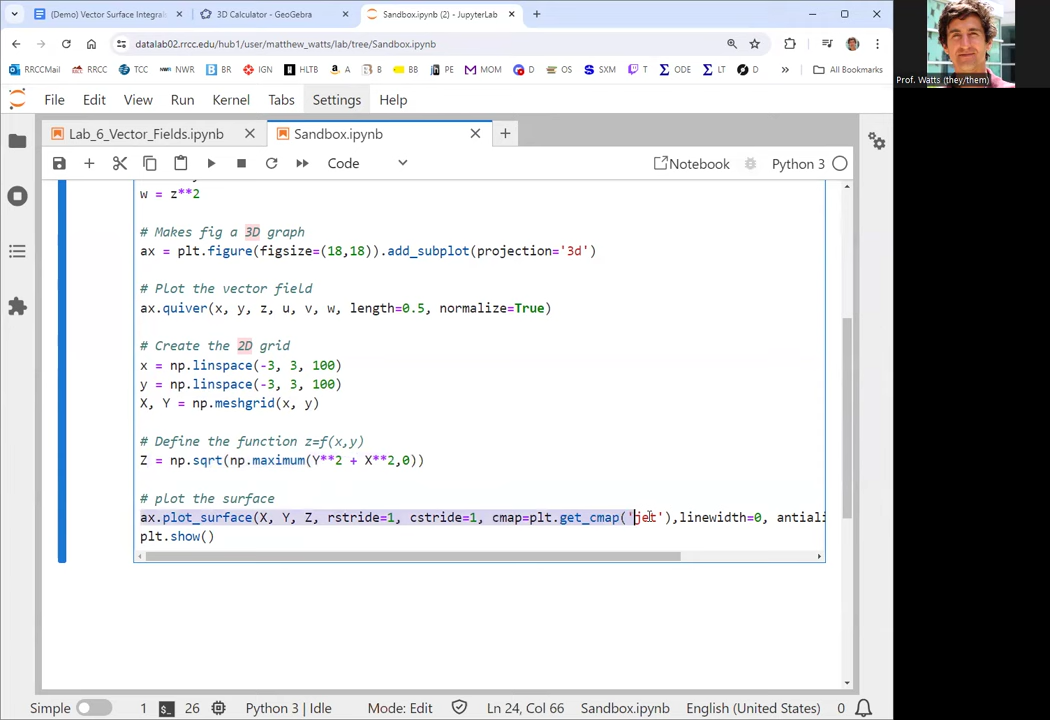 (Demo) Vector Surface Integral
3D Calculator - GeoGebra
Sandbox.ipynb (2) - JupyterLab
datalab02.rrcc.edu/hub1/user/matthew_watts/lab/tree/Sandbox.ipynb
RRCCMail RRCC TCC NWR BR IGN HLTB A B BB PE MOM OS SXM T ODE LT D All Bookmarks
Prof. Watts (they/them)
File Edit View Run Kernel Tabs Settings Help
Lab_6_Vector_Fields.ipynb Sandbox.ipynb
Code Notebook Python 3
w = z**2
# Makes fig a 3D graph
ax = plt.figure(figsize=(18,18)).add_subplot(projection='3d')
# Plot the vector field
ax.quiver(x, y, z, u, v, w, length=0.5, normalize=True)
# Create the 2D grid
x = np.linspace(-3, 3, 100)
y = np.linspace(-3, 3, 100)
X, Y = np.meshgrid(x, y)
# Define the function z=f(x,y)
Z = np.sqrt(np.maximum(Y**2 + X**2,0))
# plot the surface
ax.plot_surface(X, Y, Z, rstride=1, cstride=1, cmap=plt.get_cmap('jet'),linewidth=0, antiali
plt.show()
Simple 1 26 Python 3 | Idle Mode: Edit Ln 24, Col 66 English (United States) Sandbox.ipynb 0